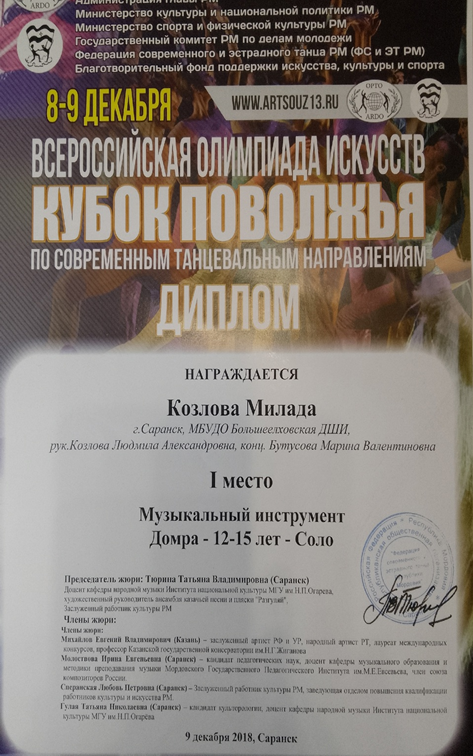 Администрация Главы РМ
Министерство культуры и национальной политики РМ
Министерство спорта и физической культуры РМ
Государственный комитет РМ по делам молодежи
Федерация современного и эстрадного танца РМ (ФС и ЭТ РМ)
Благотворительный фонд поддержки искусства, культуры и спорта
ARDO
8-9 ДЕКАБРЯ
WWW.ARTSOUZ13.RU
ОРТО
ARDO
ВСЕРОССИЙСКАЯ ОЛИМПИАДА ИСКУССТВ
КУБОК ПОВОЛЖЬЯ
ПО СОВРЕМЕННЫМ ТАНЦЕВАЛЬНЫМ НАПРАВЛЕНИЯМ
ДИПЛОМ
НАГРАЖДАЕТСЯ
Козлова Милада
г.Саранск, МБУДО Большеелховская ДШИ,
рук.Козлова Людмила Александровна, конц. Бутусова Марина Валентиновна
I место
Музыкальный инструмент
Домра - 12-15 лет - Соло
Председатель жюри: Тюрина Татьяна Владимировна (Саранск)
Доцент кафедры народной музыки Института национальной культуры МГУ им Н.П.Огарева,
художественный руководитель ансамбля казачьей песни и пляски "Разгуляй",
Заслуженный работник культуры РМ
Члены жюри:
Члены жюри:
Михайлов Евгений Владимирович (Казань) – заслуженный артист РФ и УР, народный артист РТ, лауреат международных
конкурсов, профессор Казанской государственной консерватории им.Н.Г.Жиганова
Молоствова Ирина Евгеньевна (Саранск) – кандидат педагогических наук, доцент кафедры музыкального образования и
методики преподавания музыки Мордовского Государственного Педагогического Института им.М.Е.Евсевьева, член союза
композиторов России.
Сперанская Любовь Петровна (Саранск) – Заслуженный работник культуры РМ, заведующая отделом повышения квалификации
работников культуры и искусства РМ.
Гулая Татьяна Николаевна (Саранск) – кандидат культурологии, доцент кафедры народной музыки Института национальной
культуры МГУ им.Н.П.Огарёва
9 декабря 2018, Саранск